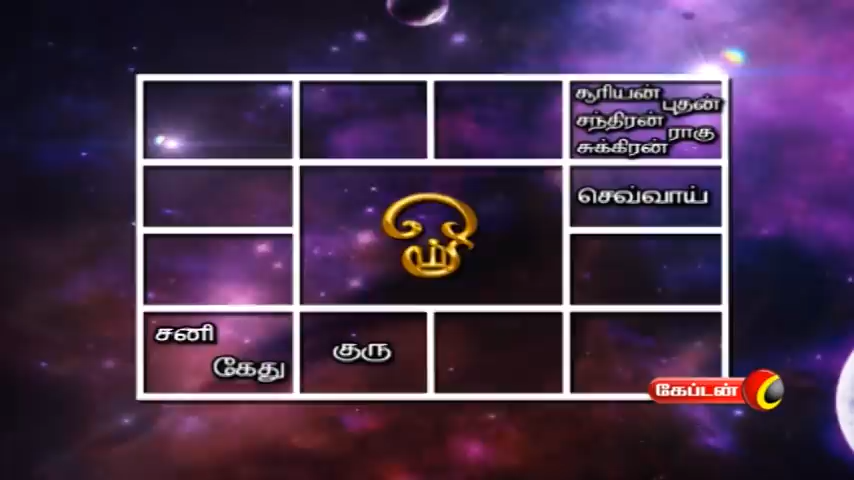 சூரியன் புதன்
சந்திரன் ராகு
சுக்கிரன்
செவ்வாய்
ஓம்
சனி
கேது
குரு
கேப்டன்